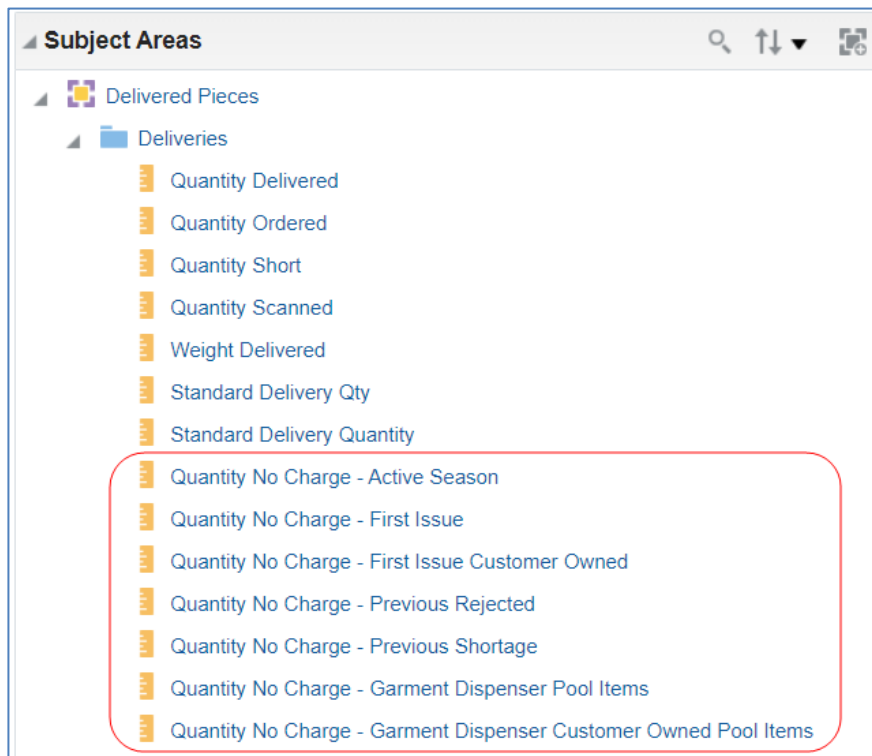 Subject Areas
Delivered Pieces
Deliveries
Quantity Delivered
Quantity Ordered
Quantity Short
Quantity Scanned
Weight Delivered
Standard Delivery Qty
Standard Delivery Quantity
Quantity No Charge - Active Season
Quantity No Charge - First Issue
Quantity No Charge - First Issue Customer Owned
Quantity No Charge - Previous Rejected
Quantity No Charge - Previous Shortage
Quantity No Charge - Garment Dispenser Pool Items
Quantity No Charge - Garment Dispenser Customer Owned Pool Items